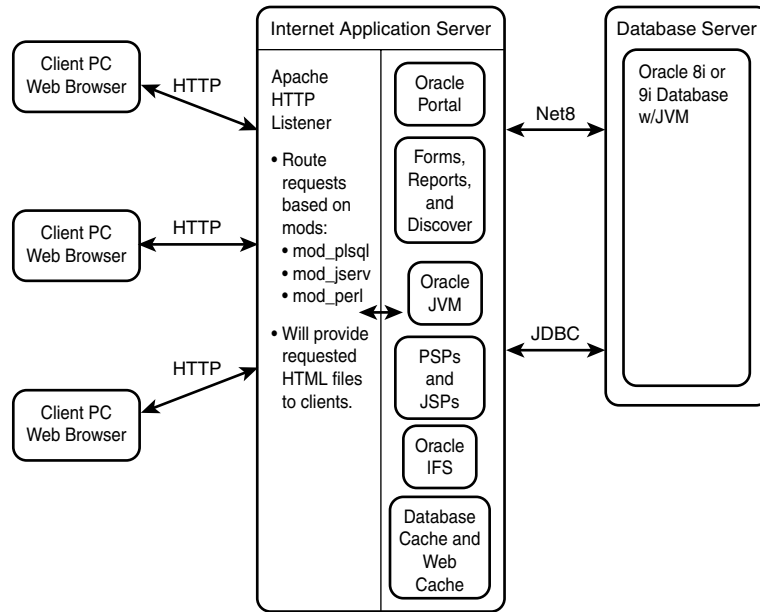 Client PC
Web Browser
HTTP
Client PC
Web Browser
HTTP
Client PC
Web Browser
HTTP
Internet Application Server
Apache
HTTP
Listener
• Route
requests
based on
mods:
• mod_plsql
• mod_jserv
• mod_perl
• Will provide
requested
HTML files
to clients.
Oracle
Portal
Forms,
Reports,
and
Discover
Oracle
JVM
PSPs
and
JSPs
Oracle
IFS
Database
Cache and
Web
Cache
Net8
JDBC
Database Server
Oracle 8i or
9i Database
w/JVM